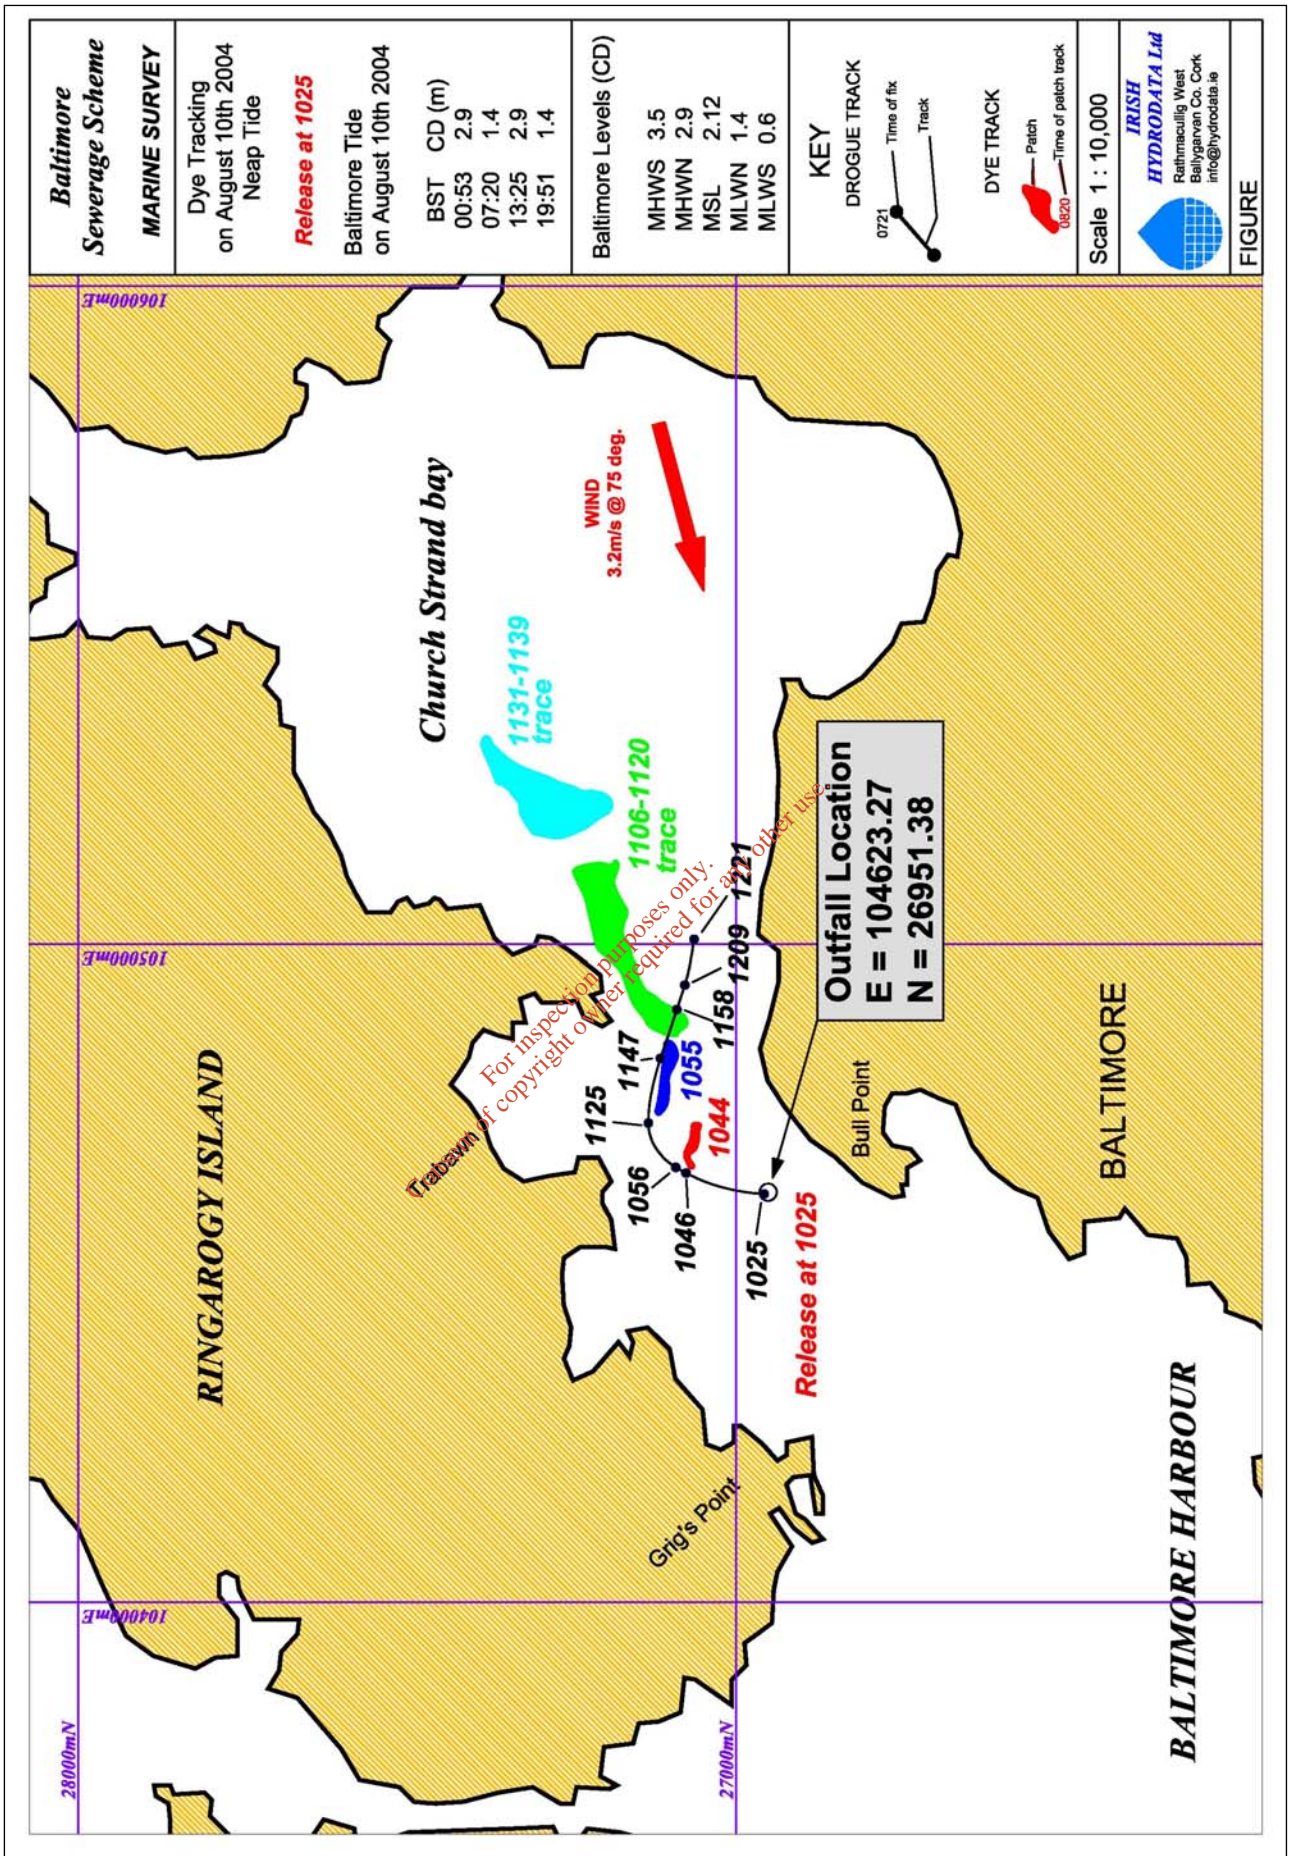 Baltimore
Sewerage Scheme
MARINE SURVEY
Dye Tracking
on August 10th 2004
Neap Tide
Release at 1025
Baltimore Tide
on August 10th 2004
BST CD (m)
00:53 2.9
07:20 1.4
13:25 2.9
19:51 1.4
Baltimore Levels (CD)
MHWS 3.5
MHWN 2.9
MSL 2.12
MLWN 1.4
MLWS 0.6
KEY
DROGUE TRACK
0721
Time of fix
Track
DYE TRACK
Patch
0820
Time of patch track
Scale 1 : 10,000
IRISH
HYDRODATA Ltd
Rathmacullig West
Ballygarvan Co. Cork
info@hydrodata.ie
FIGURE
28000mN
27000mN
104000mE
105000mE
106000mE
RINGAROGY ISLAND
Church Strand bay
Trabawn
Grig's Point
WIND
3.2m/s @ 75 deg.
1131-1139
trace
1106-1120
trace
1055
1044
1025
1046
1056
1125
1147
1158
1209
1221
Release at 1025
Outfall Location
E = 104623.27
N = 26951.38
Bull Point
BALTIMORE
BALTIMORE HARBOUR
For inspection purposes only.
Consent of copyright owner required for any other use.